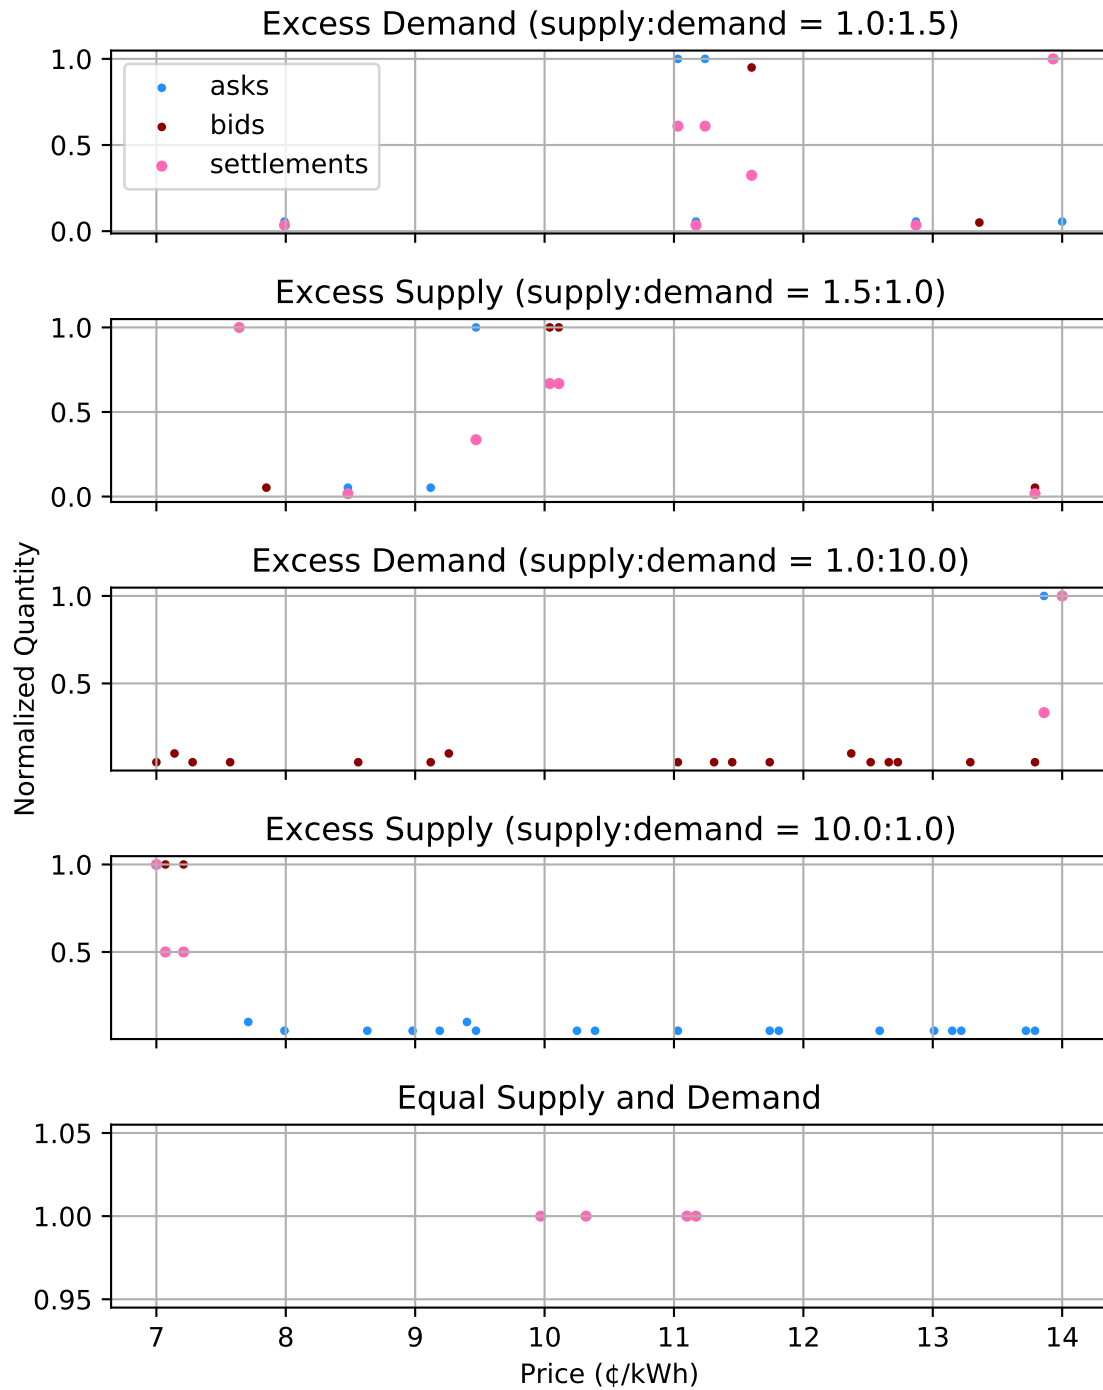 Excess Demand (supply:demand = 1.0:1.5)
1.0
0.5
0.0
asks
bids
settlements
Excess Supply (supply:demand = 1.5:1.0)
1.0
0.5
0.0
Excess Demand (supply:demand = 1.0:10.0)
1.0
0.5
Normalized Quantity
Excess Supply (supply:demand = 10.0:1.0)
1.0
0.5
Equal Supply and Demand
1.05
1.00
0.95
7 8 9 10 11 12 13 14
Price (¢/kWh)